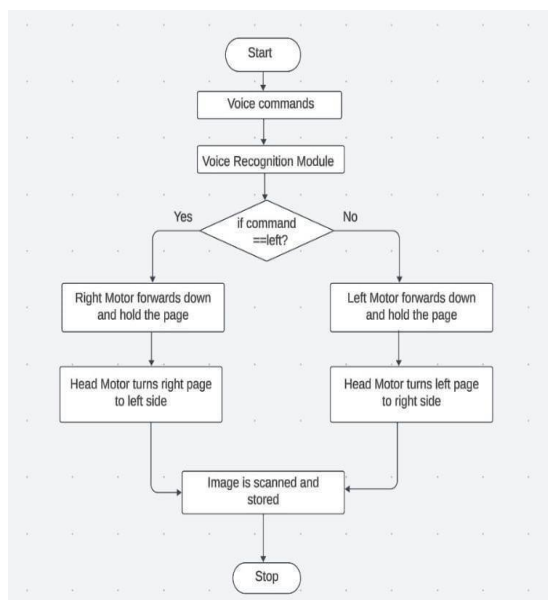 Start
Voice commands
Voice Recognition Module
if command
==left?
Yes
No
Right Motor forwards down
and hold the page
Left Motor forwards down
and hold the page
Head Motor turns right page
to left side
Head Motor turns left page
to right side
Image is scanned and
stored
Stop